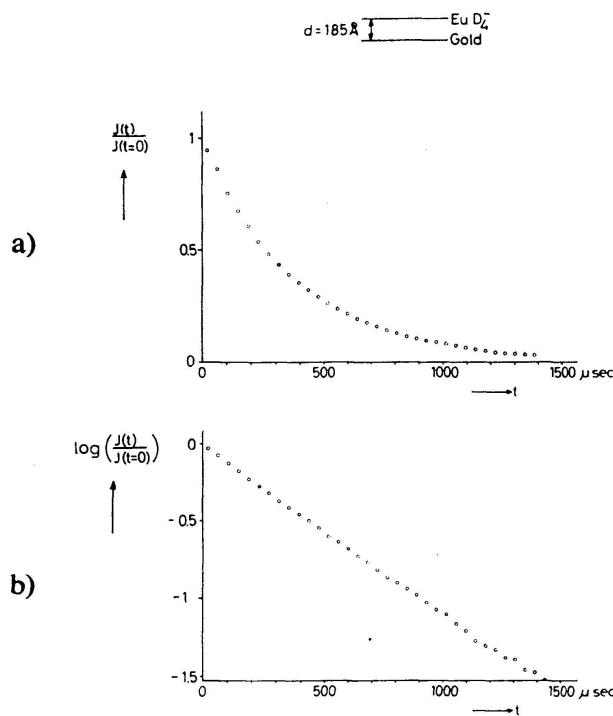 Eu D₄⁻
d = 185 Å
Gold
a)
J(t)
J(t=0)
1
0.5
0
0 500 1000 1500 μ sec
t
b)
log(J(t)/J(t=0))
0
-0.5
-1
-1.5
0 500 1000 1500 μ sec
t